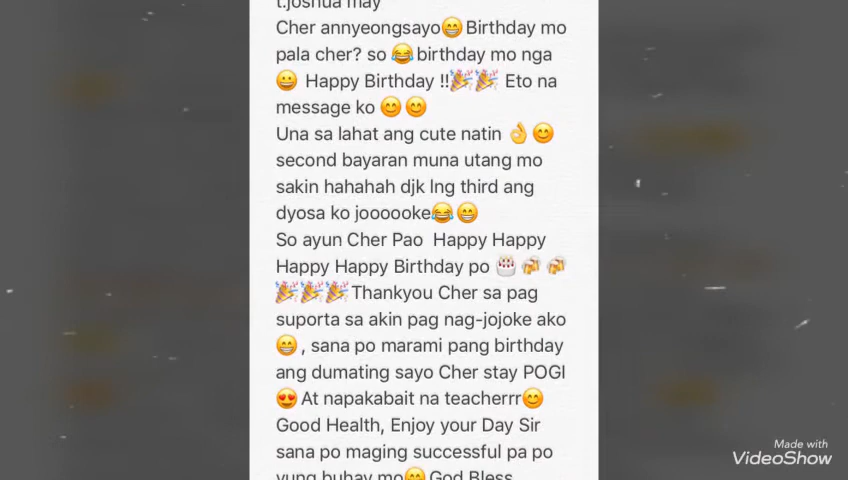 t.joshua may
Cher annyeongsayo😁Birthday mo
pala cher? so 😂birthday mo nga
😀 Happy Birthday !!🎉🎉 Eto na
message ko 😊😊
Una sa lahat ang cute natin 👌😊
second bayaran muna utang mo
sakin hahahah djk lng third ang
dyosa ko joooooke😂😁
So ayun Cher Pao Happy Happy
Happy Happy Birthday po 🎂🍻🍻
🎉🎉🎉Thankyou Cher sa pag
suporta sa akin pag nag-jojoke ako
😁, sana po marami pang birthday
ang dumating sayo Cher stay POGI
😍At napakabait na teacherrr😊
Good Health, Enjoy your Day Sir
sana po maging successful pa po
yung buhay mo😊God Bless
Made with
VideoShow